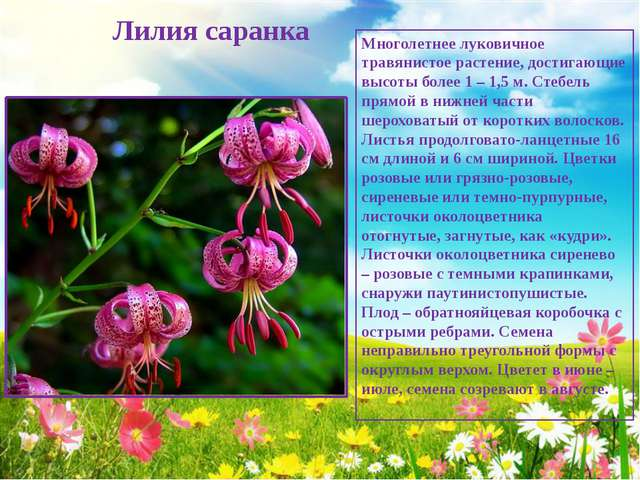 Лилия саранка
Многолетнее луковичное
травянистое растение, достигающие
высоты более 1 – 1,5 м. Стебель
прямой в нижней части
шероховатый от коротких волосков.
Листья продолговато-ланцетные 16
см длиной и 6 см шириной. Цветки
розовые или грязно-розовые,
сиреневые или темно-пурпурные,
листочки околоцветника
отогнутые, загнутые, как «кудри».
Листочки околоцветника сиренево
– розовые с темными крапинками,
снаружи паутинистопушистые.
Плод – обратнояйцевая коробочка с
острыми ребрами. Семена
неправильно треугольной формы с
округлым верхом. Цветет в июне –
июле, семена созревают в августе.